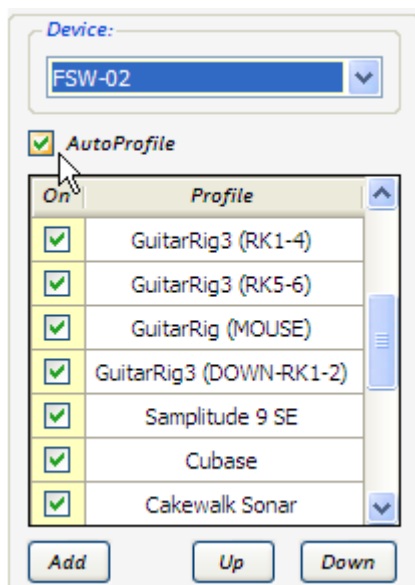 Device:
FSW-02
AutoProfile
On Profile
GuitarRig3 (RK1-4)
GuitarRig3 (RK5-6)
GuitarRig (MOUSE)
GuitarRig3 (DOWN-RK1-2)
Samplitude 9 SE
Cubase
Cakewalk Sonar
Add Up Down